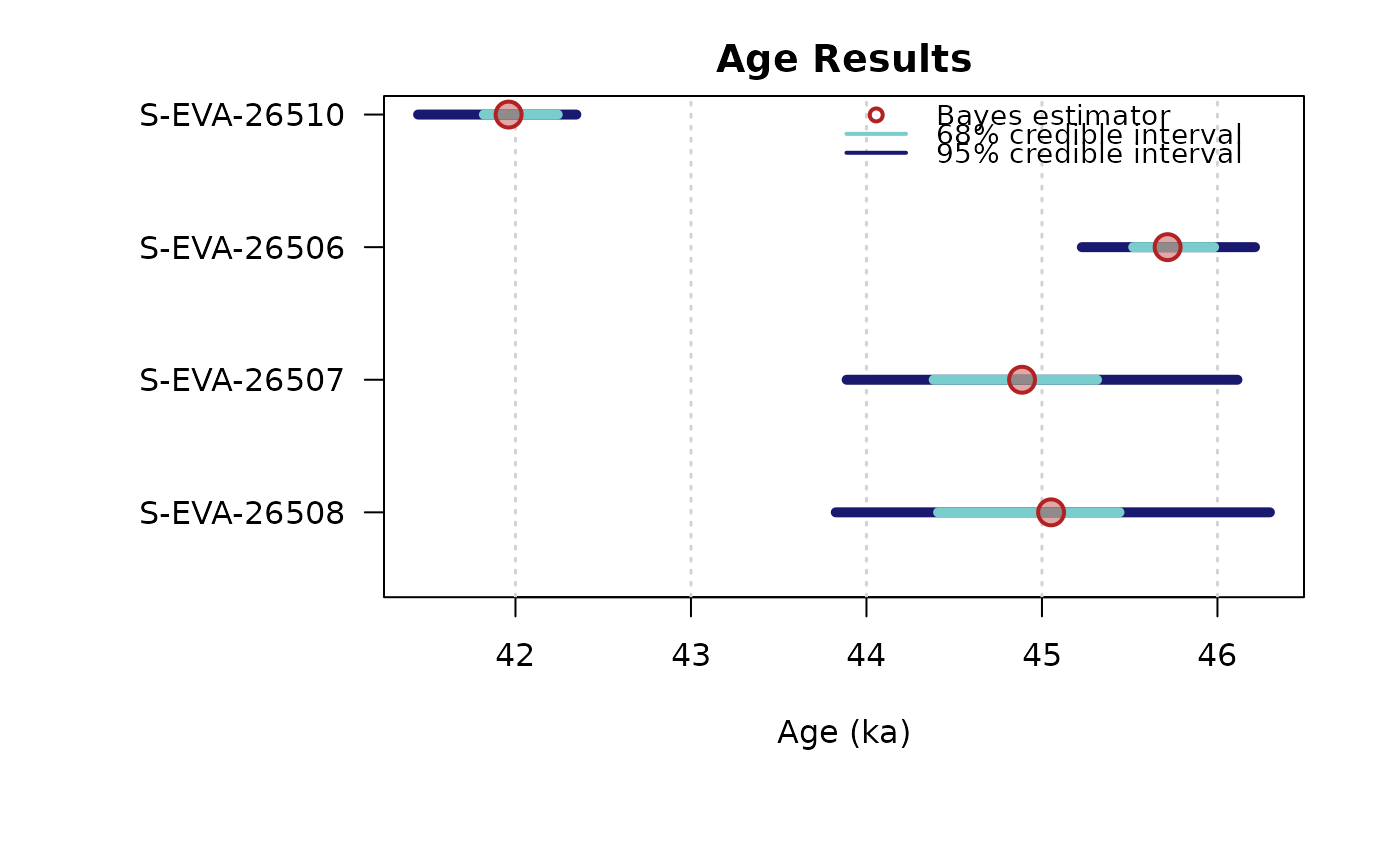 Age Results
S-EVA-26510
S-EVA-26506
S-EVA-26507
S-EVA-26508
Bayes estimator
68% credible interval
95% credible interval
42 43 44 45 46
Age (ka)